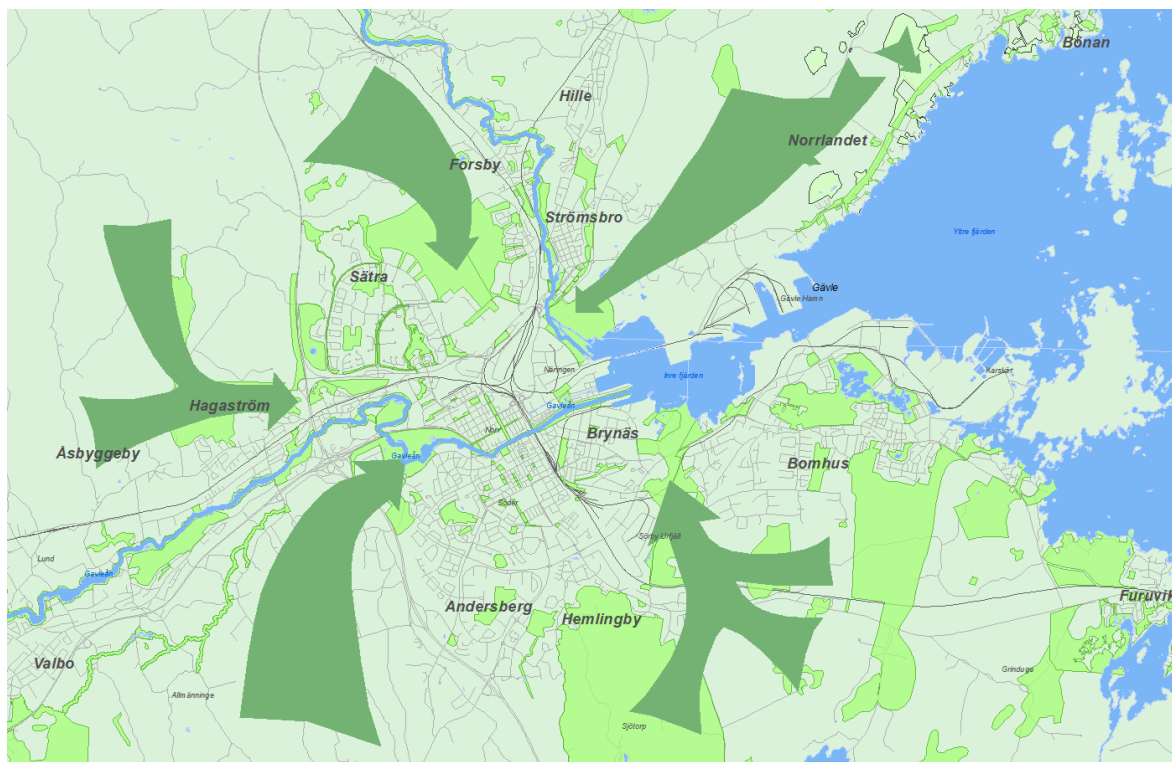 Bönan
Hille
Norrlandet
Forsby
Strömsbro
Yttre fjärden
Sätra
Gävle
Gävle Hamn
Näringen
Inre fjärden
Karskär
Hagaström
Gavleån
Norr
Brynäs
Åsbyggeby
Gavleån
Bomhus
Söder
Sörby Urfjäll
Lund
Gavleån
Furuvik
Andersberg
Hemlingby
Valbo
Grinduga
Allmänninge
Sjötorp